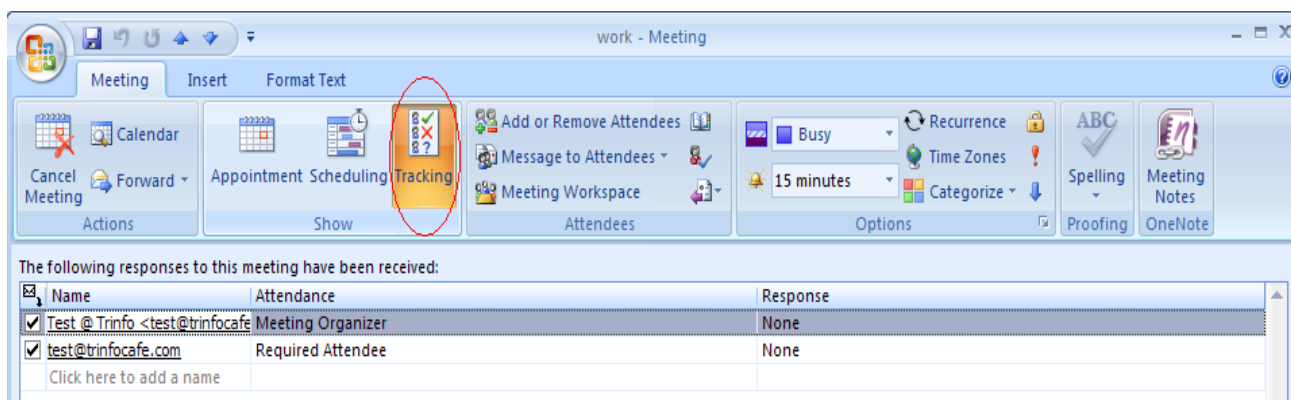 work - Meeting
Meeting Insert Format Text
Cancel Meeting
Calendar
Forward
Actions
Appointment Scheduling Tracking
Show
Add or Remove Attendees
Message to Attendees
Meeting Workspace
Attendees
Busy
15 minutes
Recurrence
Time Zones
Categorize
Options
ABC
Spelling
Proofing
Meeting Notes
OneNote
The following responses to this meeting have been received:
Name Attendance Response
Test @ Trinfo <test@trinfocafe Meeting Organizer None
test@trinfocafe.com Required Attendee None
Click here to add a name